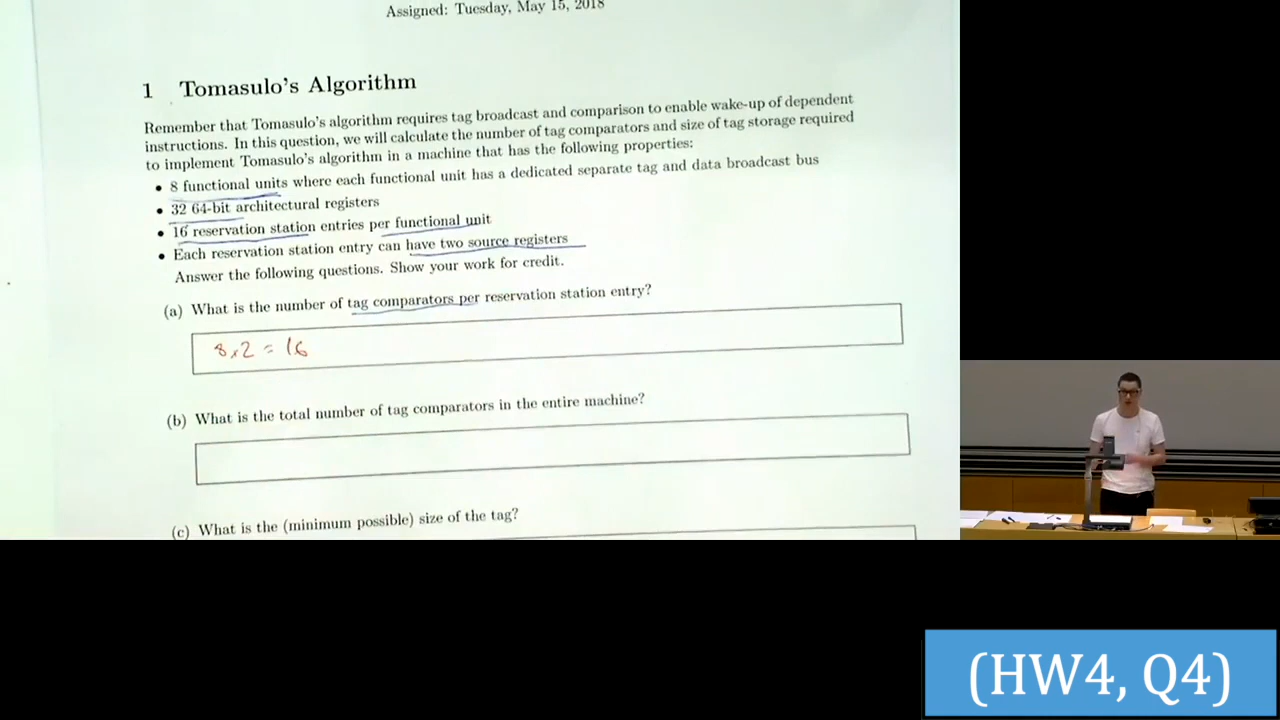 Assigned: Tuesday, May 15, 2018
1 Tomasulo's Algorithm
Remember that Tomasulo's algorithm requires tag broadcast and comparison to enable wake-up of dependent
instructions. In this question, we will calculate the number of tag comparators and size of tag storage required
to implement Tomasulo's algorithm in a machine that has the following properties:
• 8 functional units where each functional unit has a dedicated separate tag and data broadcast bus
• 32 64-bit architectural registers
• 16 reservation station entries per functional unit
• Each reservation station entry can have two source registers
Answer the following questions. Show your work for credit.
(a) What is the number of tag comparators per reservation station entry?
8x2 = 16
(b) What is the total number of tag comparators in the entire machine?
(c) What is the (minimum possible) size of the tag?
(HW4, Q4)